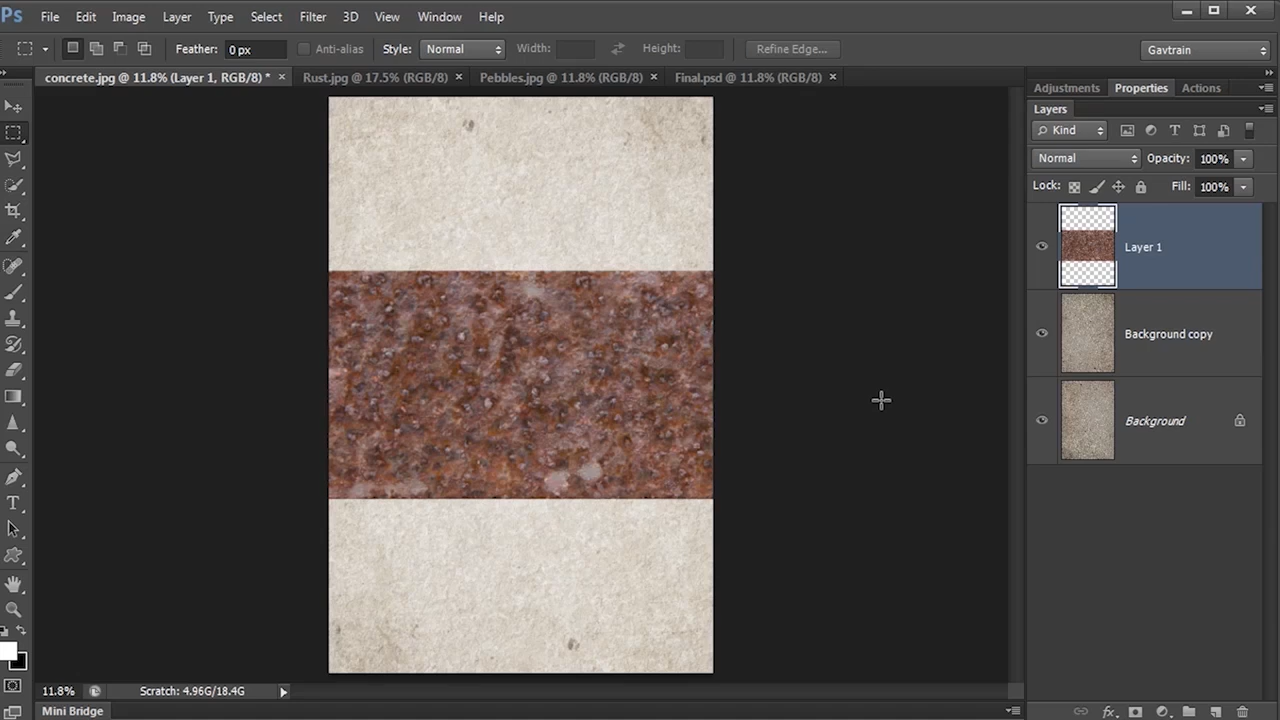 Ps File Edit Image Layer Type Select Filter 3D View Window Help
Feather: 0 px Anti-alias Style: Normal Width: Height: Refine Edge... Gavtrain
concrete.jpg @ 11.8% (Layer 1, RGB/8) * × Rust.jpg @ 17.5% (RGB/8) × Pebbles.jpg @ 11.8% (RGB/8) × Final.psd @ 11.8% (RGB/8) ×
Adjustments Properties Actions
Layers
Kind
Normal Opacity: 100%
Lock: Fill: 100%
Layer 1
Background copy
Background
11.8% Scratch: 4.96G/18.4G
Mini Bridge